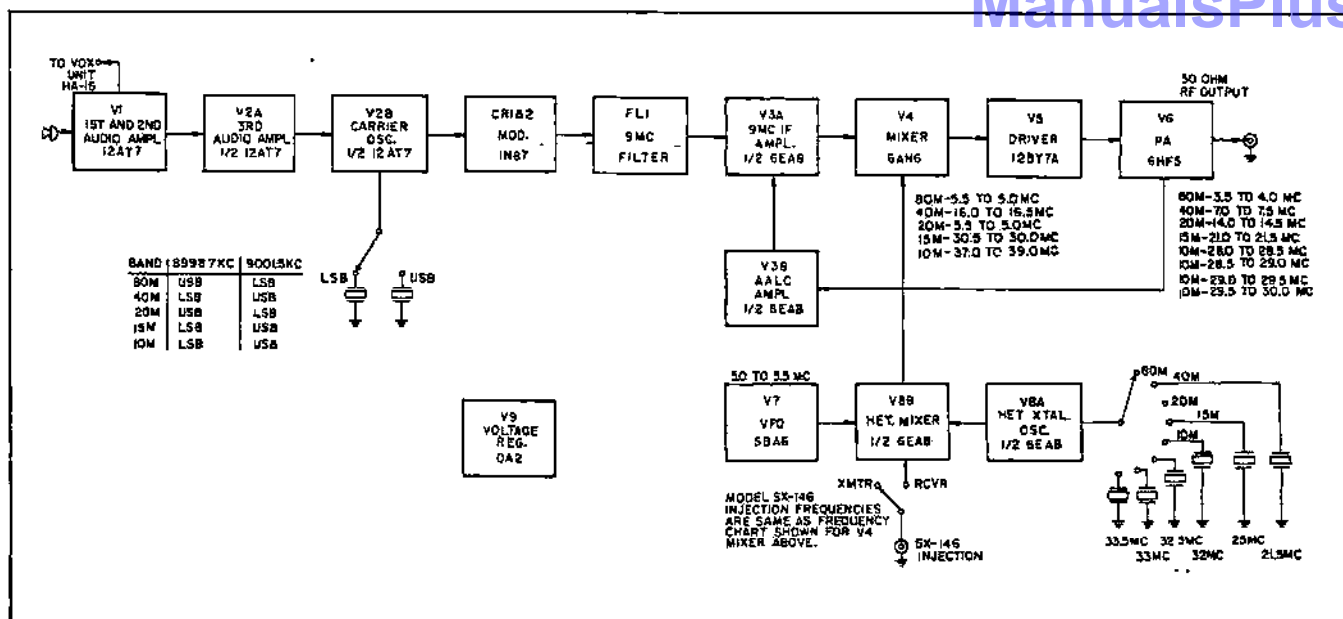 ManualsPlus
TO VOX
UNIT
HA-16
V1
1ST AND 2ND
AUDIO AMPL
12AT7
V2A
3RD
AUDIO AMPL
1/2 12AT7
V2B
CARRIER
OSC.
1/2 12AT7
CR1&2
MOD.
1N87
FL1
9MC
FILTER
V3A
9MC IF
AMPL.
1/2 6EA8
V4
MIXER
6AH6
V5
DRIVER
12BY7A
50 OHM
RF OUTPUT
V6
PA
6HF5
80M-5.5 TO 5.0MC
40M-16.0 TO 16.5MC
20M-5.5 TO 5.0MC
15M-30.5 TO 30.0MC
10M-37.0 TO 39.0MC
80M-3.5 TO 4.0 MC
40M-7.0 TO 7.5 MC
20M-14.0 TO 14.5 MC
15M-21.0 TO 21.5 MC
10M-28.0 TO 28.5 MC
10M-28.5 TO 29.0 MC
10M-29.0 TO 29.5 MC
10M-29.5 TO 30.0 MC
V3B
AALC
AMPL
1/2 6EA8
LSB
USB
BAND 8998.7KC 9001.5KC
80M USB LSB
40M LSB USB
20M USB LSB
15M LSB USB
10M LSB USB
V9
VOLTAGE
REG.
0A2
5.0 TO 5.5 MC
V7
VFO
6BA6
V8B
HET. MIXER
1/2 6EA8
V8A
HET XTAL
OSC.
1/2 6EA8
80M
40M
20M
15M
10M
XMTR
RCVR
MODEL SX-146
INJECTION FREQUENCIES
ARE SAME AS FREQUENCY
CHART SHOWN FOR V4
MIXER ABOVE.
SX-146
INJECTION
33.5MC
33MC
32.5MC
32MC
25MC
21.5MC